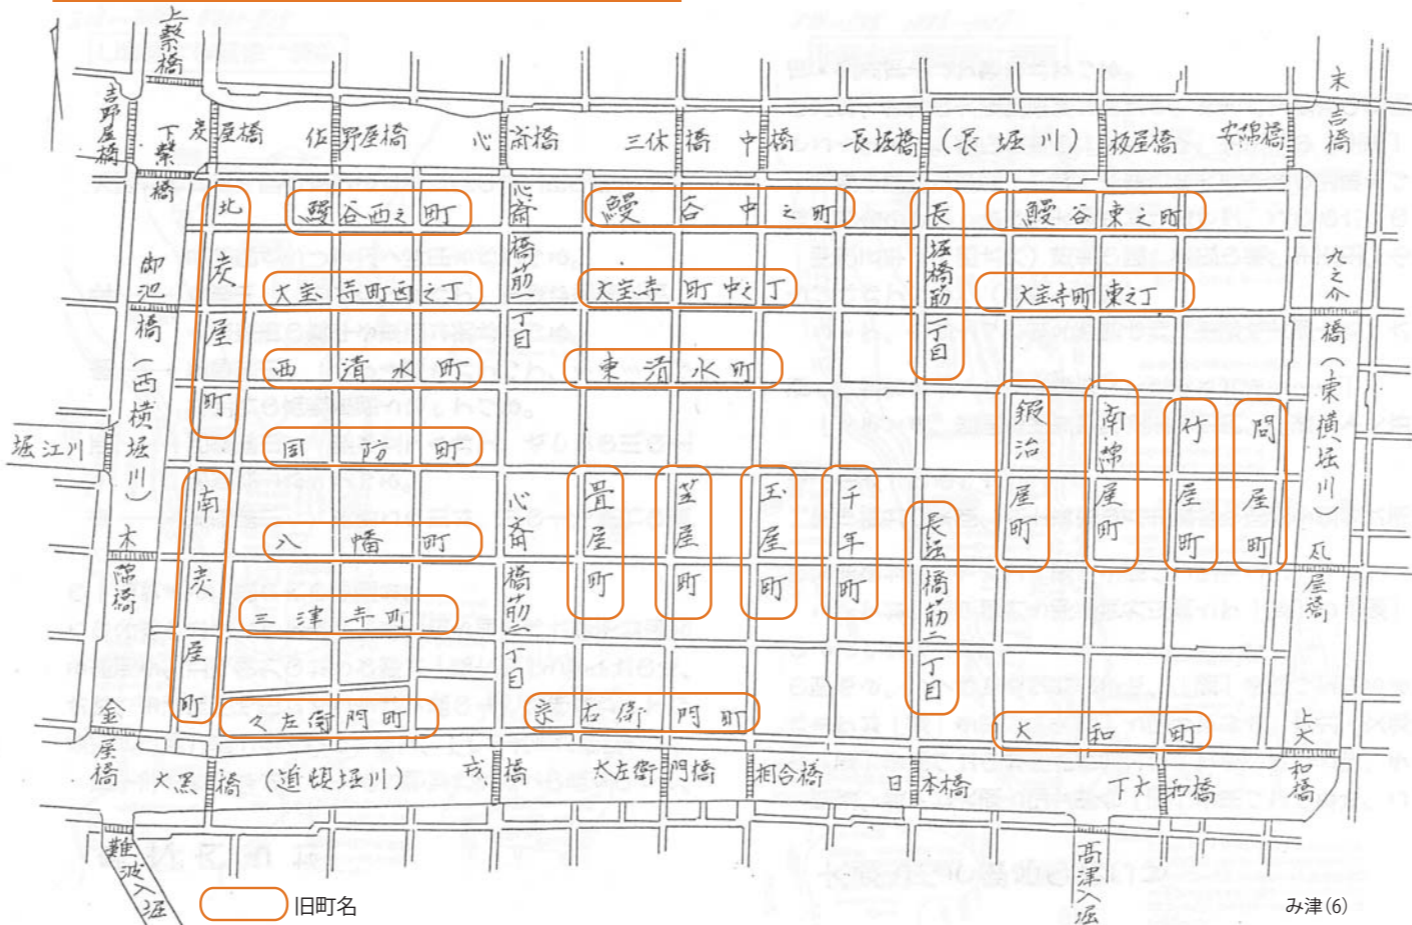 上繋橋
末吉橋
吉野屋橋
下繋橋
炭屋橋
佐野屋橋
心斎橋
三休橋
中橋
長堀橋
(長堀川)
板屋橋
安綿橋
北炭屋町
鰻谷西之町
心斎橋筋一丁目
鰻谷中之町
長堀橋筋一丁目
鰻谷東之町
御池橋
(西横堀川)
大宝寺町西之丁
大宝寺町中之丁
大宝寺町東之丁
九之介橋
(東横堀川)
西清水町
東清水町
鍛治屋町
南綿屋町
竹屋町
問屋町
堀江川
周防町
南炭屋町
心斎橋筋二丁目
畳屋町
笠屋町
玉屋町
千年町
長堀橋筋二丁目
木綿橋
八幡町
瓦屋橋
三津寺町
久左衛門町
宗右衛門町
大和町
金屋橋
上大和橋
大黒橋
(道頓堀川)
戎橋
太左衛門橋
相合橋
日本橋
下大和橋
難波入堀
高津入堀
旧町名
み津(6)